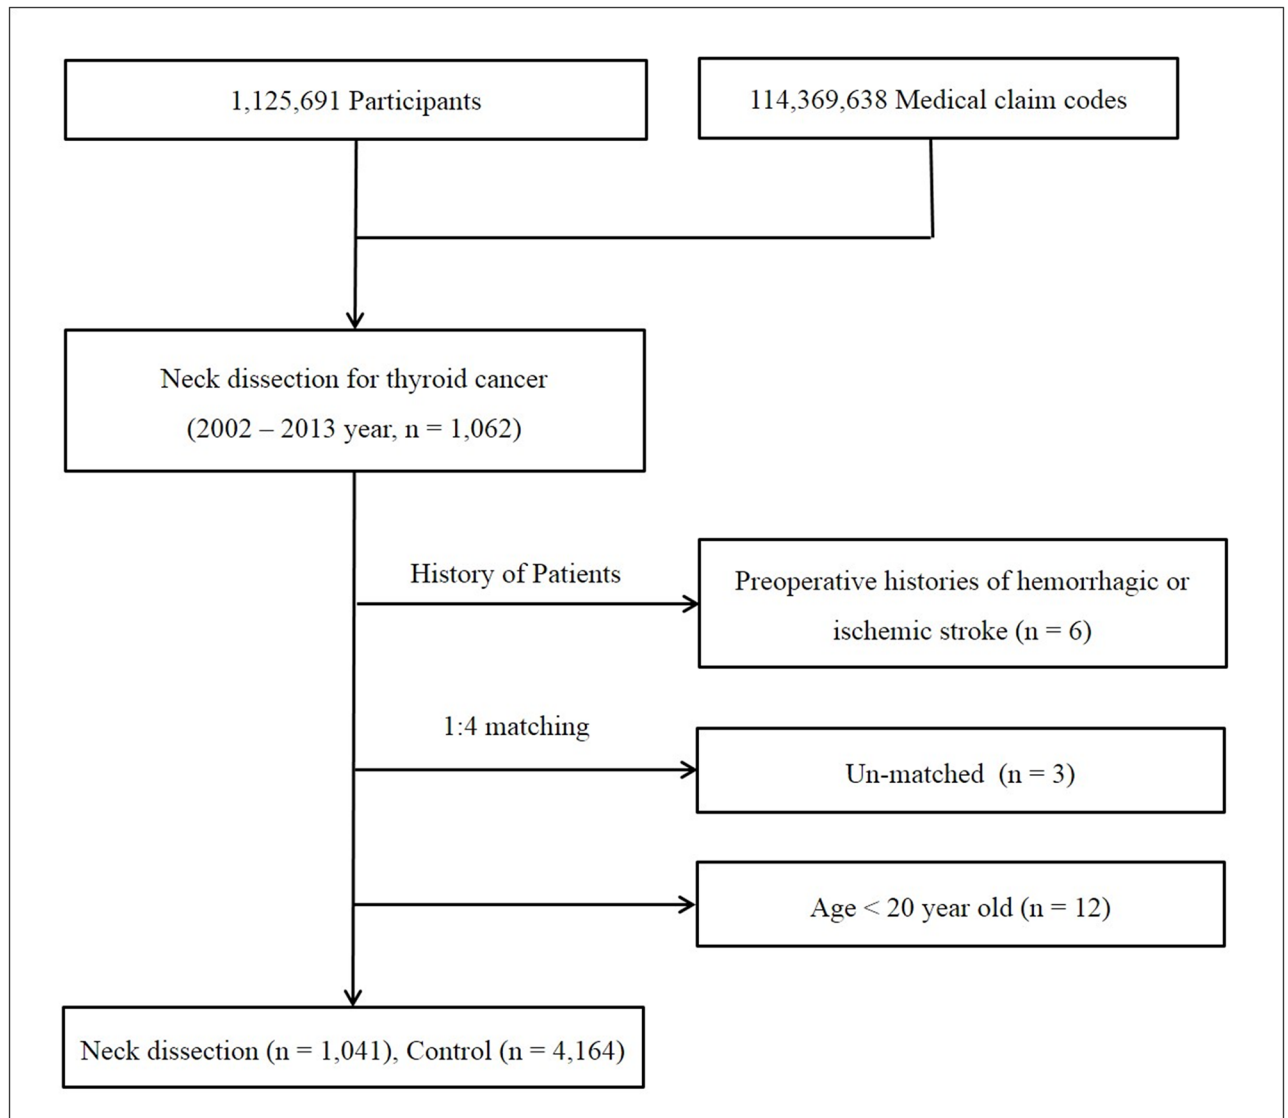 1,125,691 Participants
114,369,638 Medical claim codes
Neck dissection for thyroid cancer
(2002 – 2013 year, n = 1,062)
History of Patients
Preoperative histories of hemorrhagic or
ischemic stroke (n = 6)
1:4 matching
Un-matched  (n = 3)
Age < 20 year old (n = 12)
Neck dissection (n = 1,041), Control (n = 4,164)